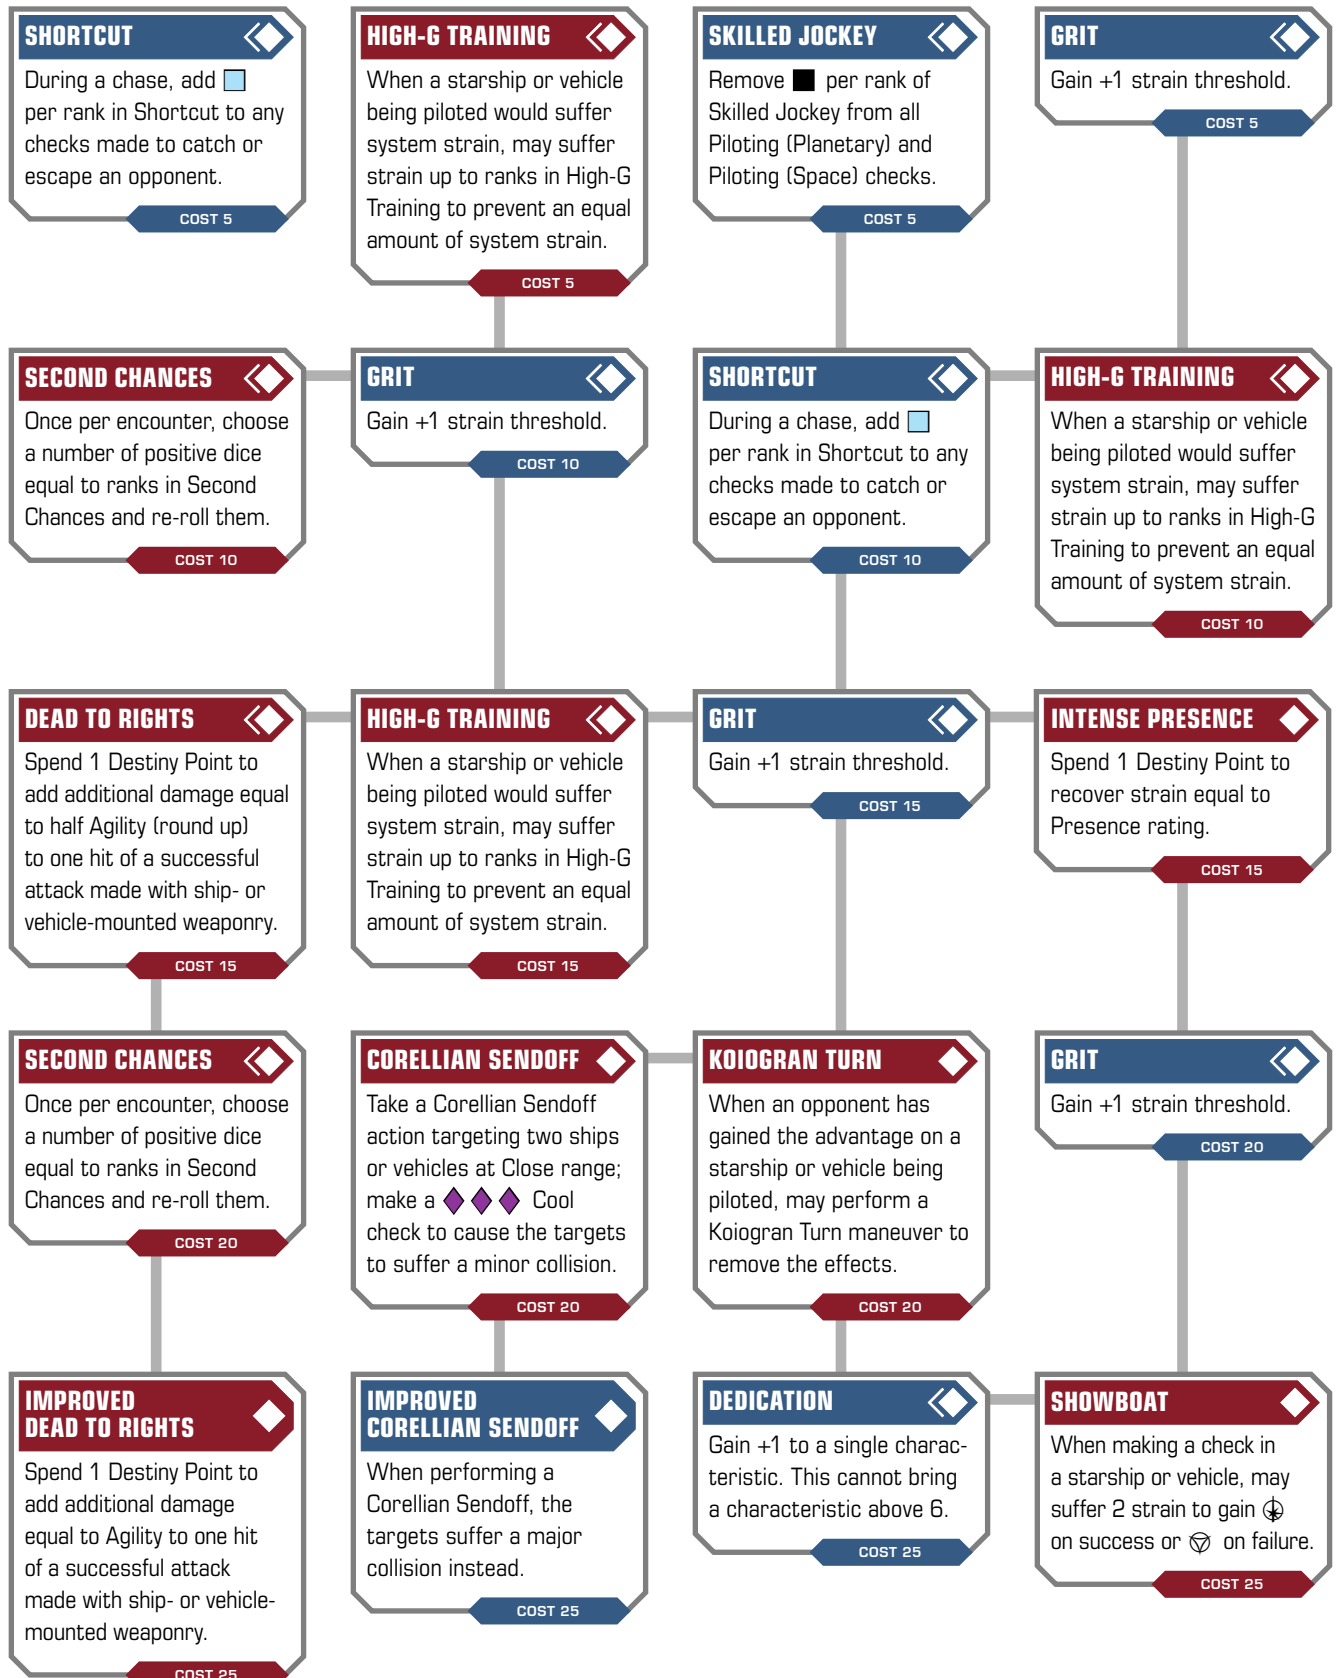 SHORTCUT
During a chase, add
per rank in Shortcut to any
checks made to catch or
escape an opponent.
COST 5
HIGH-G TRAINING
When a starship or vehicle
being piloted would suffer
system strain, may suffer
strain up to ranks in High-G
Training to prevent an equal
amount of system strain.
COST 5
SKILLED JOCKEY
Remove per rank of
Skilled Jockey from all
Piloting (Planetary) and
Piloting (Space) checks.
COST 5
GRIT
Gain +1 strain threshold.
COST 5
SECOND CHANCES
Once per encounter, choose
a number of positive dice
equal to ranks in Second
Chances and re-roll them.
COST 10
GRIT
Gain +1 strain threshold.
COST 10
SHORTCUT
During a chase, add
per rank in Shortcut to any
checks made to catch or
escape an opponent.
COST 10
HIGH-G TRAINING
When a starship or vehicle
being piloted would suffer
system strain, may suffer
strain up to ranks in High-G
Training to prevent an equal
amount of system strain.
COST 10
DEAD TO RIGHTS
Spend 1 Destiny Point to
add additional damage equal
to half Agility (round up)
to one hit of a successful
attack made with ship- or
vehicle-mounted weaponry.
COST 15
HIGH-G TRAINING
When a starship or vehicle
being piloted would suffer
system strain, may suffer
strain up to ranks in High-G
Training to prevent an equal
amount of system strain.
COST 15
GRIT
Gain +1 strain threshold.
COST 15
INTENSE PRESENCE
Spend 1 Destiny Point to
recover strain equal to
Presence rating.
COST 15
SECOND CHANCES
Once per encounter, choose
a number of positive dice
equal to ranks in Second
Chances and re-roll them.
COST 20
CORELLIAN SENDOFF
Take a Corellian Sendoff
action targeting two ships
or vehicles at Close range;
make a Cool
check to cause the targets
to suffer a minor collision.
COST 20
KOIOGRAN TURN
When an opponent has
gained the advantage on a
starship or vehicle being
piloted, may perform a
Koiogran Turn maneuver to
remove the effects.
COST 20
GRIT
Gain +1 strain threshold.
COST 20
IMPROVED
DEAD TO RIGHTS
Spend 1 Destiny Point to
add additional damage
equal to Agility to one hit
of a successful attack
made with ship- or vehicle-
mounted weaponry.
COST 25
IMPROVED
CORELLIAN SENDOFF
When performing a
Corellian Sendoff, the
targets suffer a major
collision instead.
COST 25
DEDICATION
Gain +1 to a single charac-
teristic. This cannot bring
a characteristic above 6.
COST 25
SHOWBOAT
When making a check in
a starship or vehicle, may
suffer 2 strain to gain
on success or on failure.
COST 25